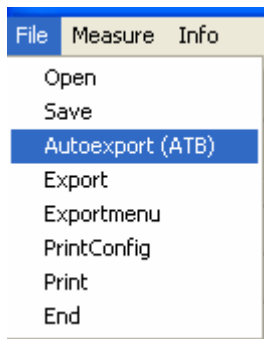 File Measure Info
Open
Save
Autoexport (ATB)
Export
Exportmenu
PrintConfig
Print
End